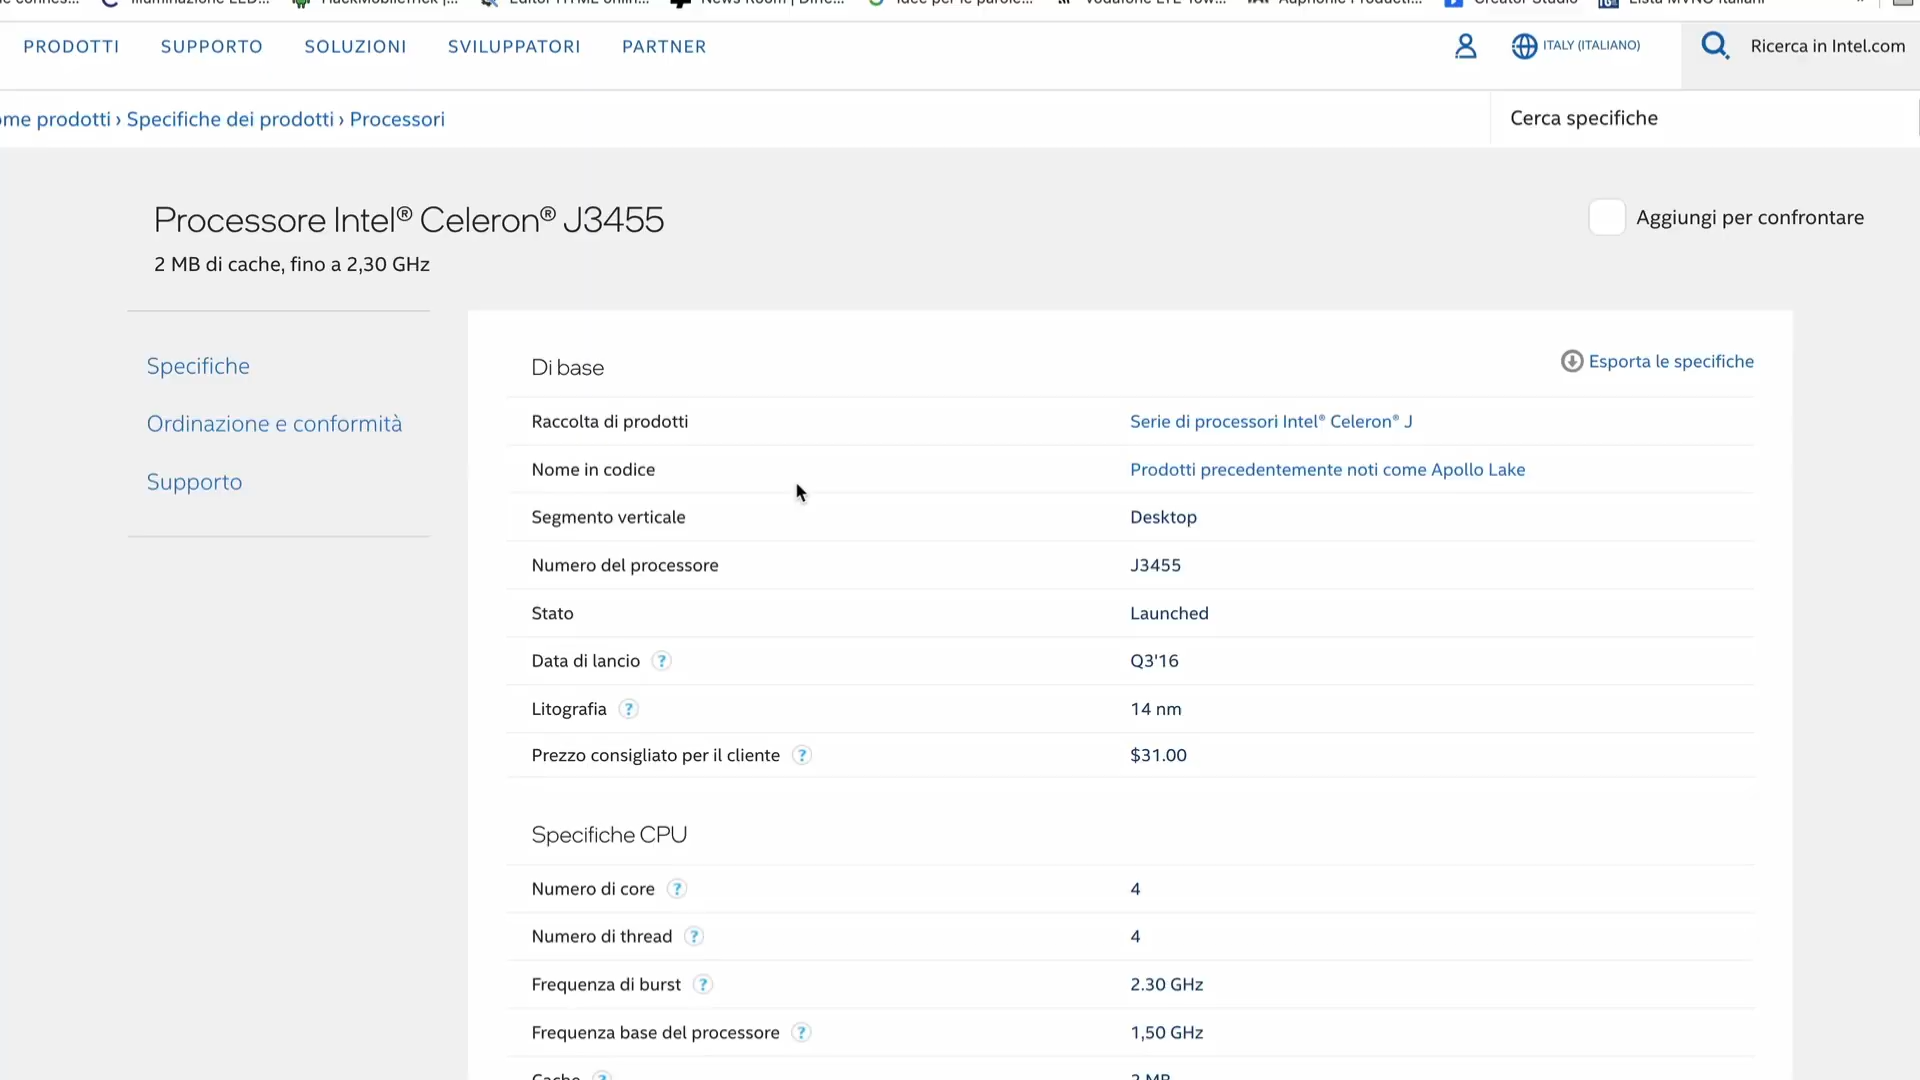 PRODOTTI SUPPORTO SOLUZIONI SVILUPPATORI PARTNER ITALY (ITALIANO) Ricerca in Intel.com
me prodotti › Specifiche dei prodotti › Processori
Cerca specifiche
Processore Intel® Celeron® J3455
Aggiungi per confrontare
2 MB di cache, fino a 2,30 GHz
Specifiche
Ordinazione e conformità
Supporto
Di base
Esporta le specifiche
Raccolta di prodotti Serie di processori Intel® Celeron® J
Nome in codice Prodotti precedentemente noti come Apollo Lake
Segmento verticale Desktop
Numero del processore J3455
Stato Launched
Data di lancio ? Q3'16
Litografia ? 14 nm
Prezzo consigliato per il cliente ? $31.00
Specifiche CPU
Numero di core ? 4
Numero di thread ? 4
Frequenza di burst ? 2.30 GHz
Frequenza base del processore ? 1,50 GHz
Cache ? 2 MB